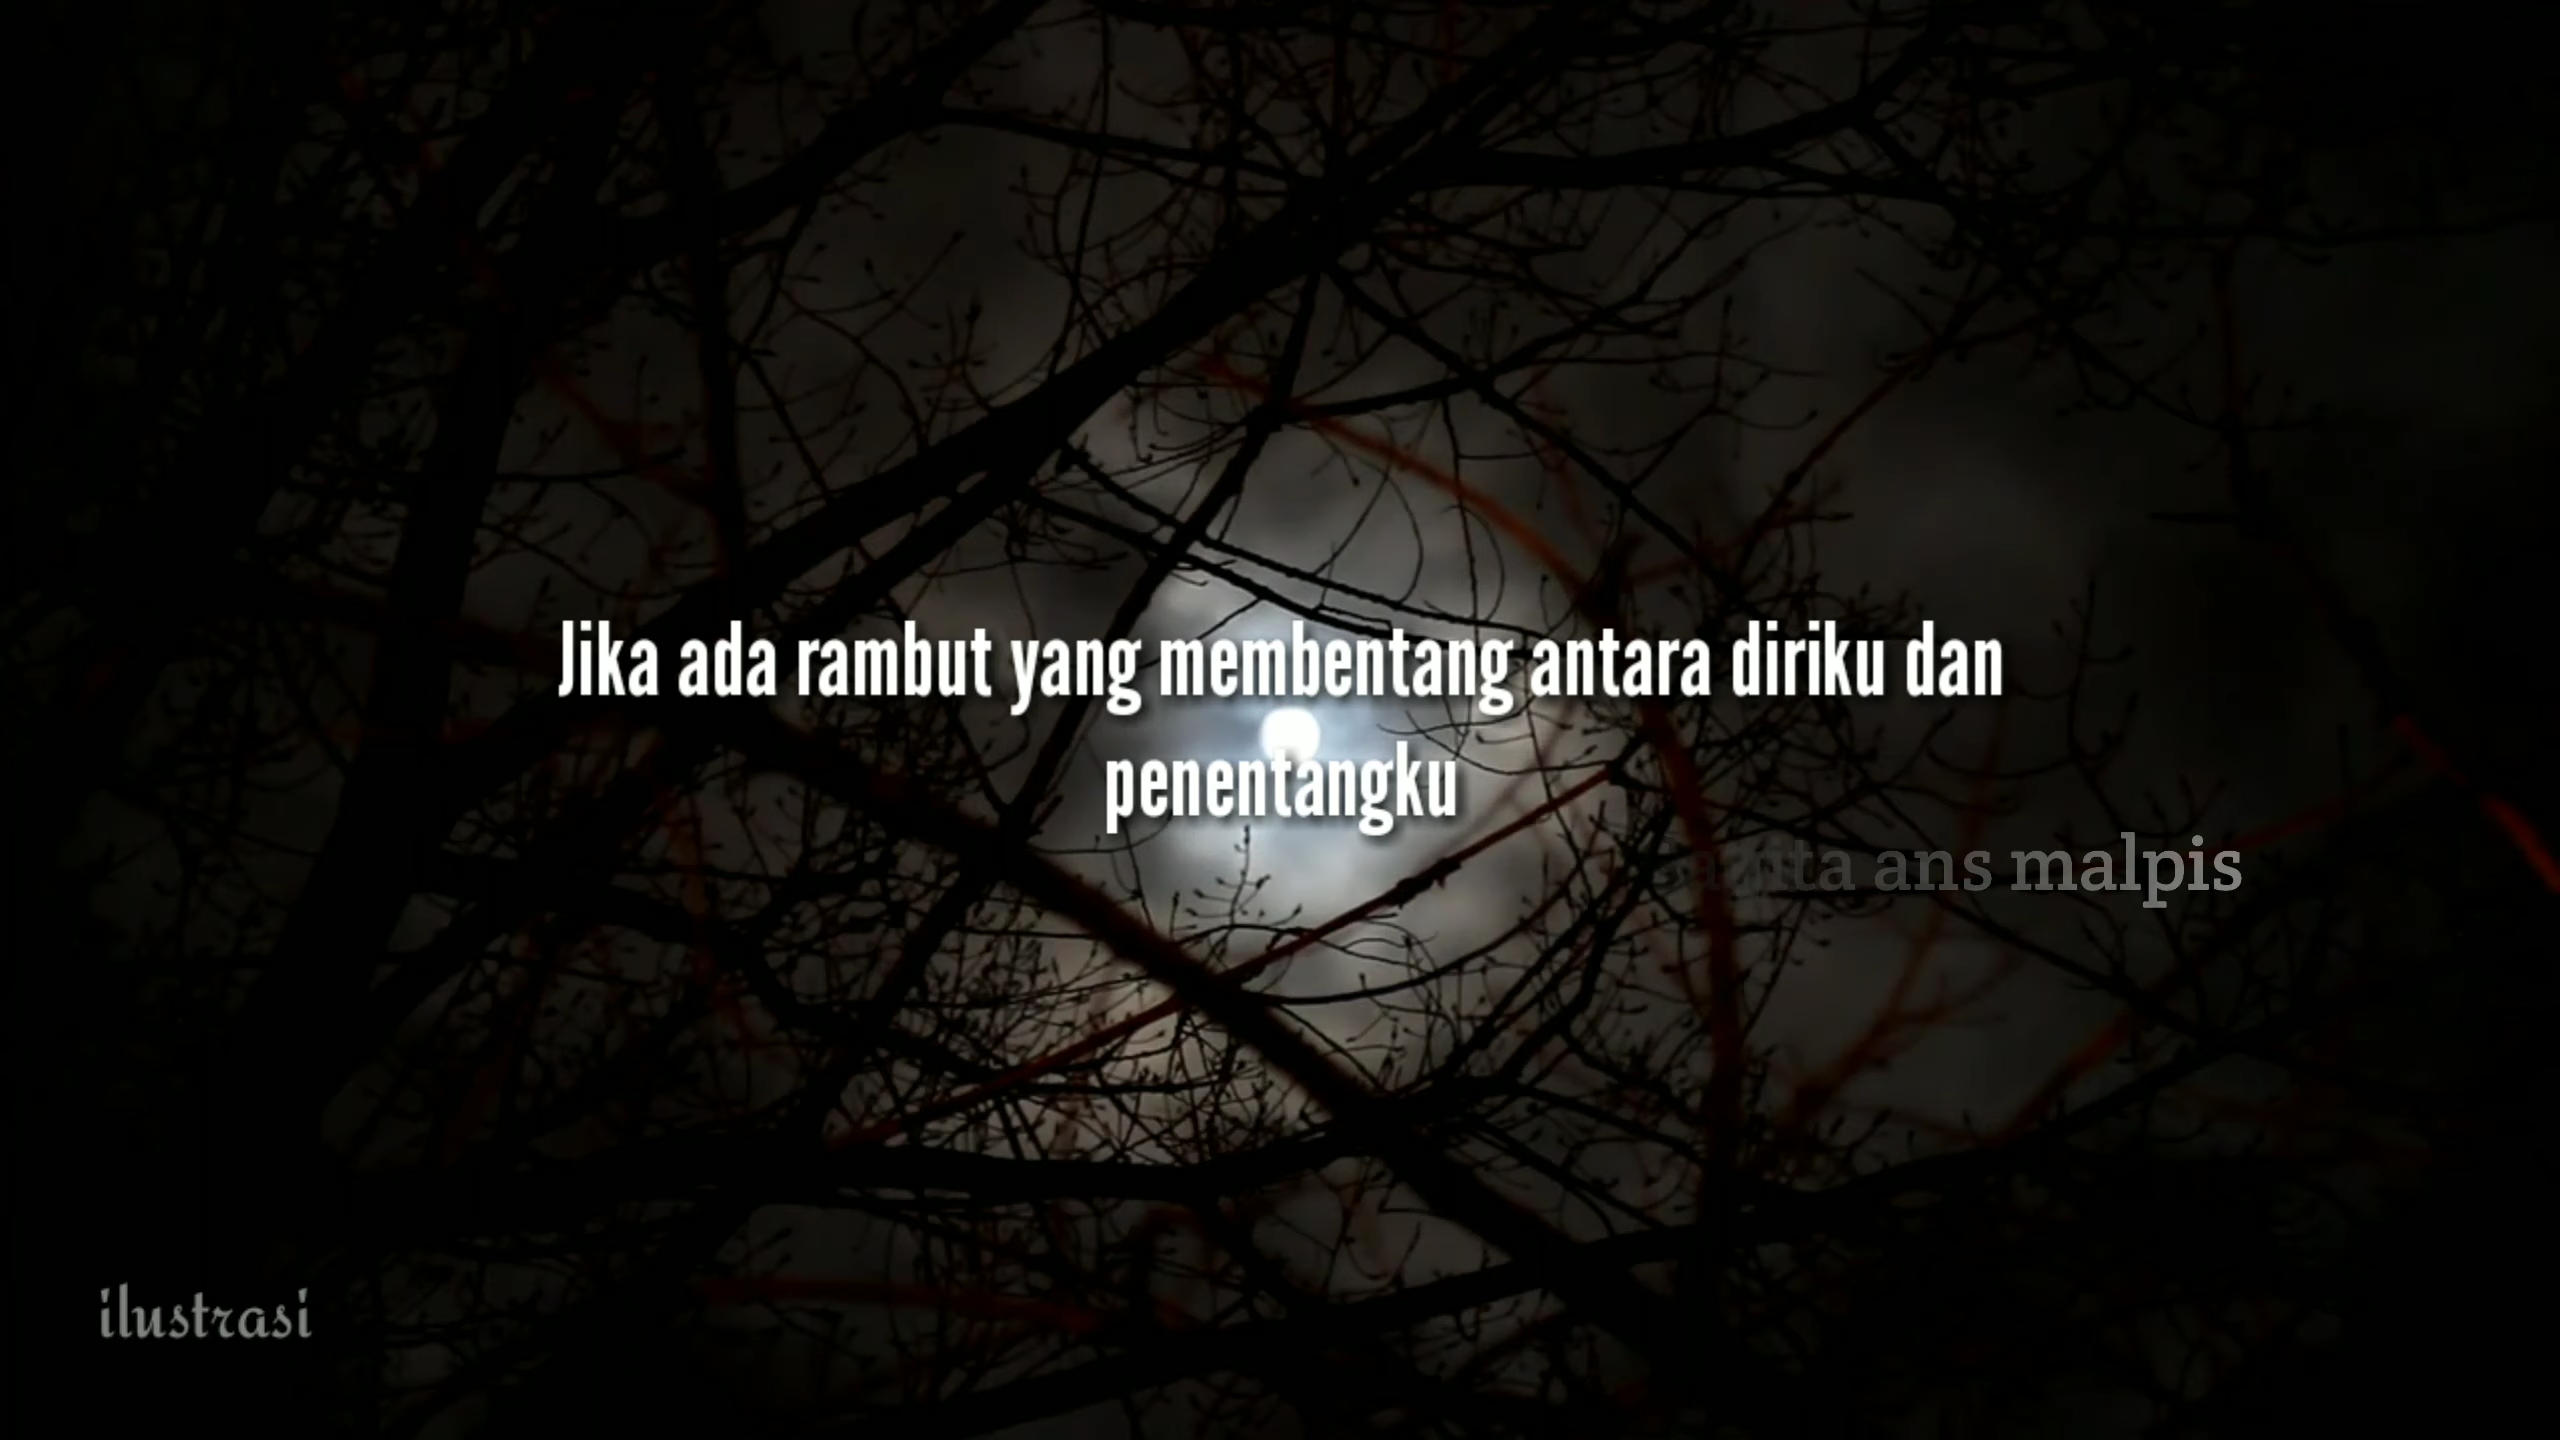 Jika ada rambut yang membentang antara diriku dan
penentangku
ans malpis
ilustrasi